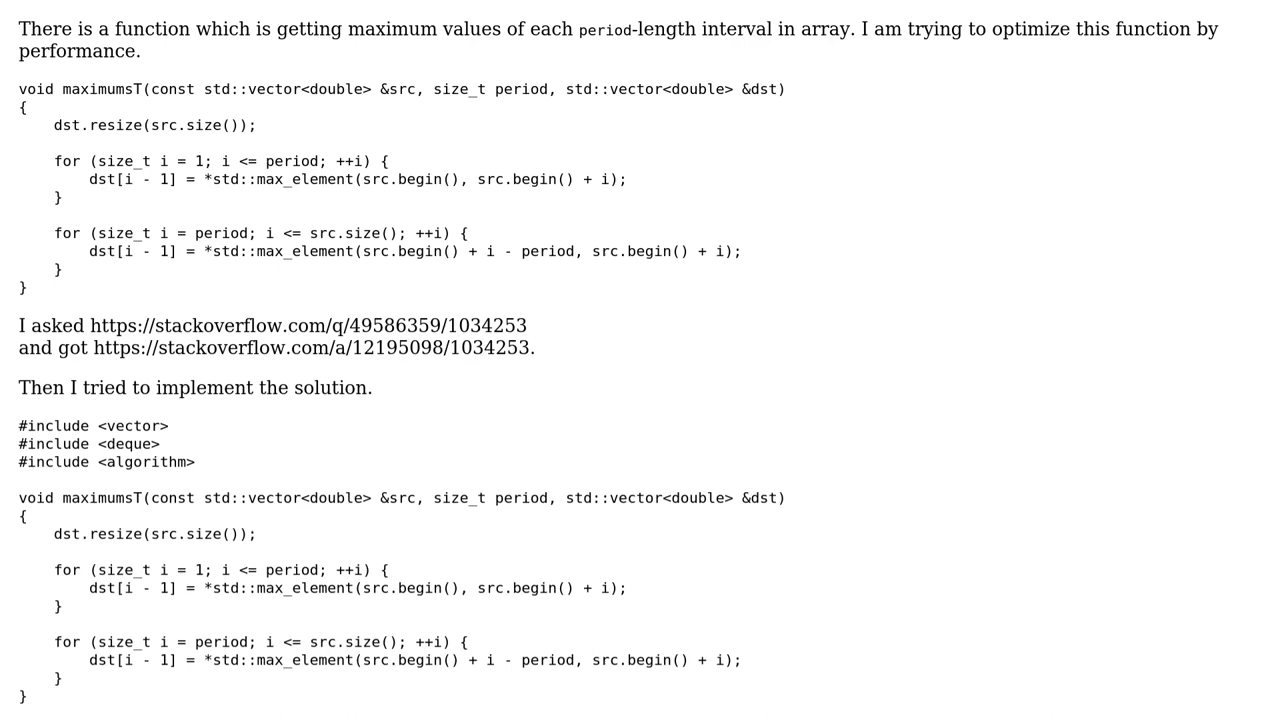 There is a function which is getting maximum values of each period-length interval in array. I am trying to optimize this function by
performance.
void maximumsT(const std::vector<double> &src, size_t period, std::vector<double> &dst)
{
    dst.resize(src.size());
    for (size_t i = 1; i <= period; ++i) {
        dst[i - 1] = *std::max_element(src.begin(), src.begin() + i);
    }
    for (size_t i = period; i <= src.size(); ++i) {
        dst[i - 1] = *std::max_element(src.begin() + i - period, src.begin() + i);
    }
}
I asked https://stackoverflow.com/q/49586359/1034253
and got https://stackoverflow.com/a/12195098/1034253.
Then I tried to implement the solution.
#include <vector>
#include <deque>
#include <algorithm>
void maximumsT(const std::vector<double> &src, size_t period, std::vector<double> &dst)
{
    dst.resize(src.size());
    for (size_t i = 1; i <= period; ++i) {
        dst[i - 1] = *std::max_element(src.begin(), src.begin() + i);
    }
    for (size_t i = period; i <= src.size(); ++i) {
        dst[i - 1] = *std::max_element(src.begin() + i - period, src.begin() + i);
    }
}